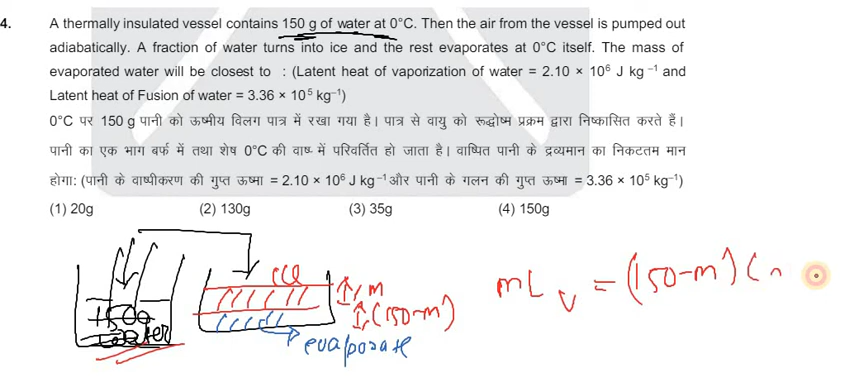 4. A thermally insulated vessel contains 150 g of water at 0°C. Then the air from the vessel is pumped out
adiabatically. A fraction of water turns into ice and the rest evaporates at 0°C itself. The mass of
evaporated water will be closest to : (Latent heat of vaporization of water = 2.10 × 10⁶ J kg⁻¹ and
Latent heat of Fusion of water = 3.36 × 10⁵ kg⁻¹)
0°C पर 150 g पानी को ऊष्मीय विलग पात्र में रखा गया है। पात्र से वायु को रूद्धोष्म प्रक्रम द्वारा निष्कासित करते हैं।
पानी का एक भाग बर्फ में तथा शेष 0°C की वाष्प में परिवर्तित हो जाता है। वाष्पित पानी के द्रव्यमान का निकटतम मान
होगा: (पानी के वाष्पीकरण की गुप्त ऊष्मा = 2.10 × 10⁶ J kg⁻¹ और पानी के गलन की गुप्त ऊष्मा = 3.36 × 10⁵ kg⁻¹)
(1) 20g (2) 130g (3) 35g (4) 150g
m
(150-m)
evaporate
150g
water
mLv = (150-m)(